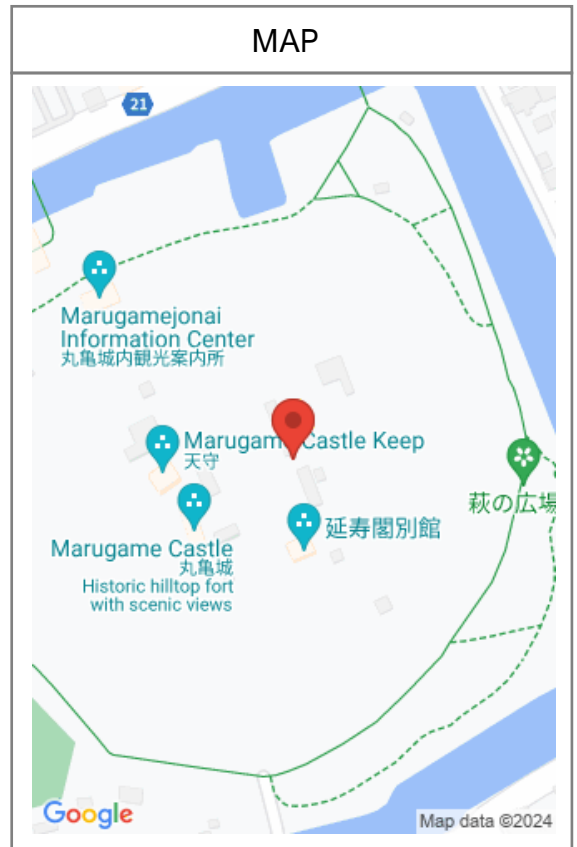 MAP
21
Marugamejonai
Information Center
丸亀城内観光案内所
Marugame Castle Keep
天守
萩の広場
延寿閣別館
Marugame Castle
丸亀城
Historic hilltop fort
with scenic views
Google
Map data ©2024